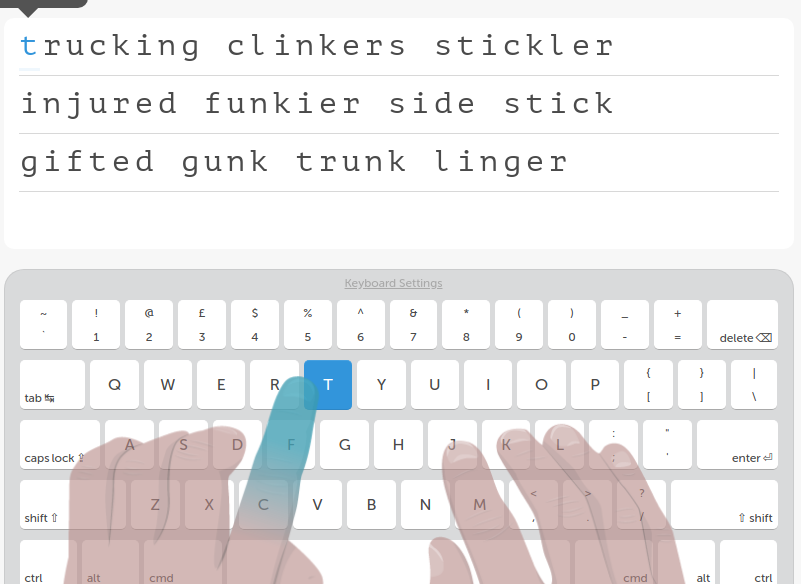 trucking clinkers stickler
injured funkier side stick
gifted gunk trunk linger
Keyboard Settings
~ ! @ £ $ % ^ & * ( ) _ +
` 1 2 3 4 5 6 7 8 9 0 - = delete ⌫
tab ↹ Q W E R T Y U I O P { [ } ] | \
caps lock ⇪ A S D F G H J K L : ; " ' enter ⏎
shift ⇧ Z X C V B N M < , > . ? / ⇧ shift
ctrl alt cmd cmd alt ctrl